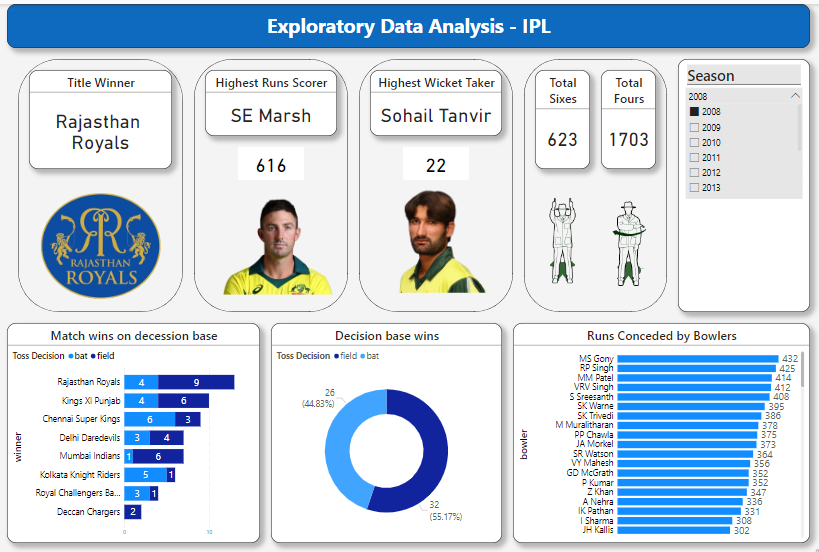 Exploratory Data Analysis - IPL
Title Winner
Rajasthan
Royals
RR
RAJASTHAN
ROYALS
Highest Runs Scorer
SE Marsh
616
Highest Wicket Taker
Sohail Tanvir
22
Total
Sixes
623
Total
Fours
1703
Season
2008
2008
2009
2010
2011
2012
2013
Match wins on decession base
Toss Decision bat field
winner
Rajasthan Royals 4 9
Kings XI Punjab 4 6
Chennai Super Kings 6 3
Delhi Daredevils 3 4
Mumbai Indians 1 6
Kolkata Knight Riders 5 1
Royal Challengers Ba... 3 1
Deccan Chargers 2
0 10
Decision base wins
Toss Decision field bat
26
(44.83%)
32
(55.17%)
Runs Conceded by Bowlers
bowler
MS Gony 432
RP Singh 425
MM Patel 414
VRV Singh 412
S Sreesanth 408
SK Warne 395
SK Trivedi 386
M Muralitharan 378
PP Chawla 375
JA Morkel 373
SR Watson 364
VY Mahesh 356
GD McGrath 352
P Kumar 352
Z Khan 347
A Nehra 336
IK Pathan 331
I Sharma 308
JH Kallis 302